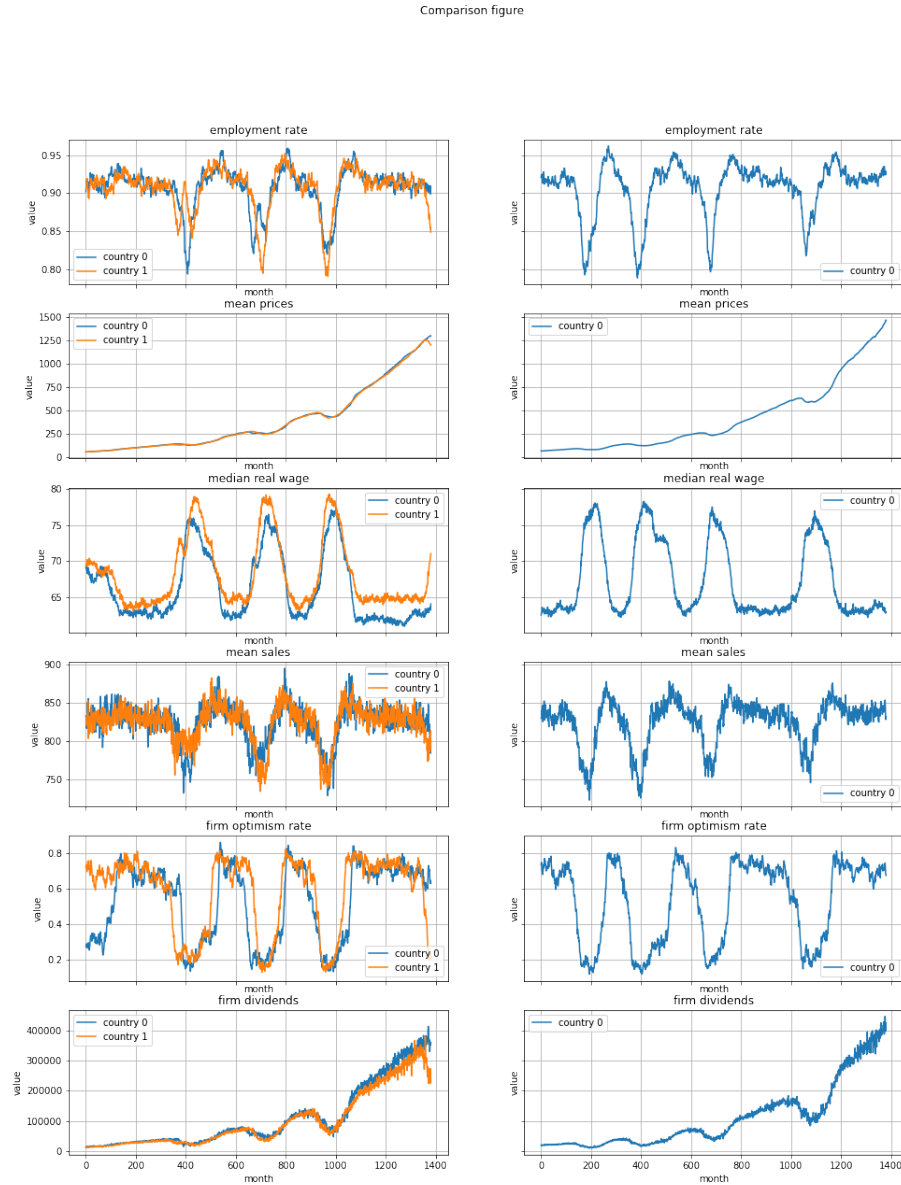 Comparison figure
employment rate
0.95
0.90
0.85
0.80
value
country 0
country 1
month
employment rate
value
country 0
month
mean prices
1500
1250
1000
750
500
250
0
value
country 0
country 1
month
mean prices
value
country 0
month
median real wage
80
75
70
65
value
country 0
country 1
month
median real wage
value
country 0
month
mean sales
900
850
800
750
value
country 0
country 1
month
mean sales
value
country 0
month
firm optimism rate
0.8
0.6
0.4
0.2
value
country 0
country 1
month
firm optimism rate
value
country 0
month
firm dividends
400000
300000
200000
100000
0
value
country 0
country 1
0 200 400 600 800 1000 1200 1400
month
firm dividends
value
country 0
0 200 400 600 800 1000 1200 1400
month